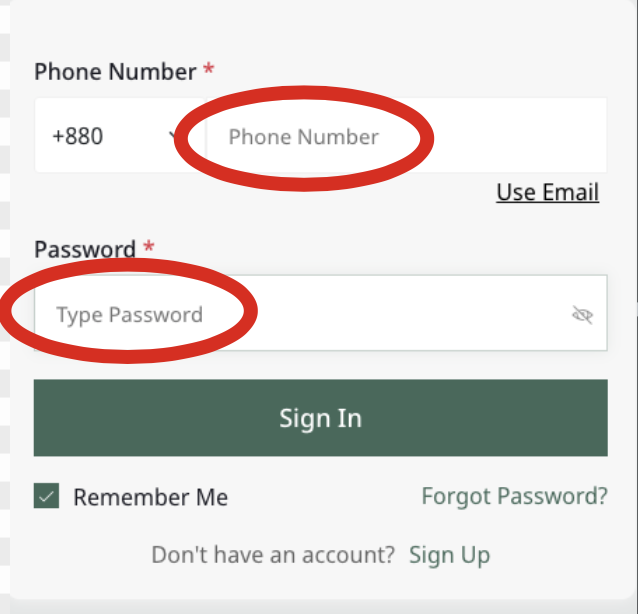 Phone Number *
+880 Phone Number
Use Email
Password *
Type Password
Sign In
Remember Me Forgot Password?
Don't have an account? Sign Up